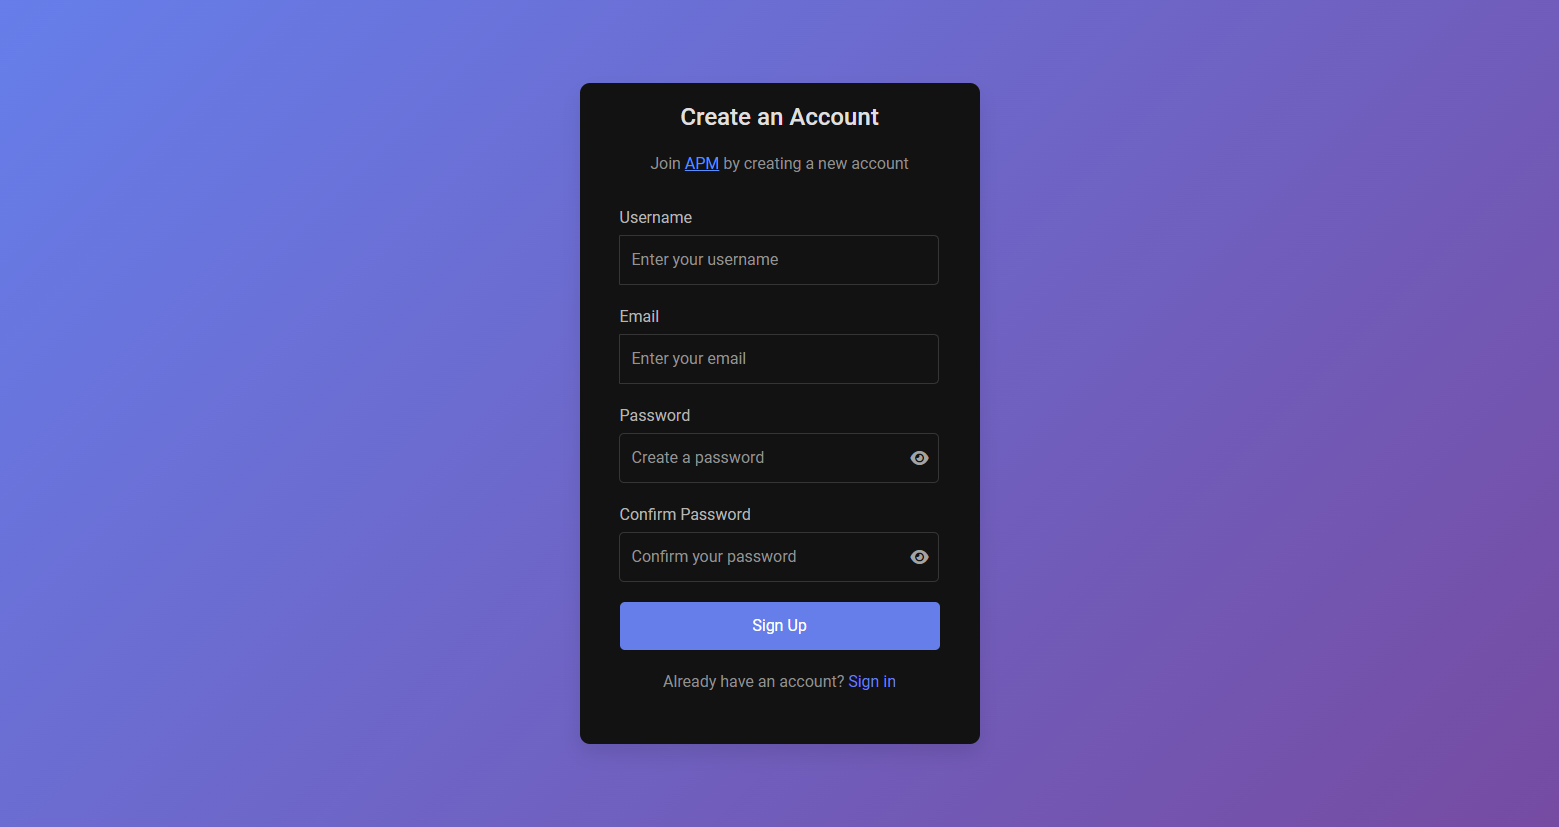 Create an Account
Join APM by creating a new account
Username
Enter your username
Email
Enter your email
Password
Create a password
Confirm Password
Confirm your password
Sign Up
Already have an account? Sign in